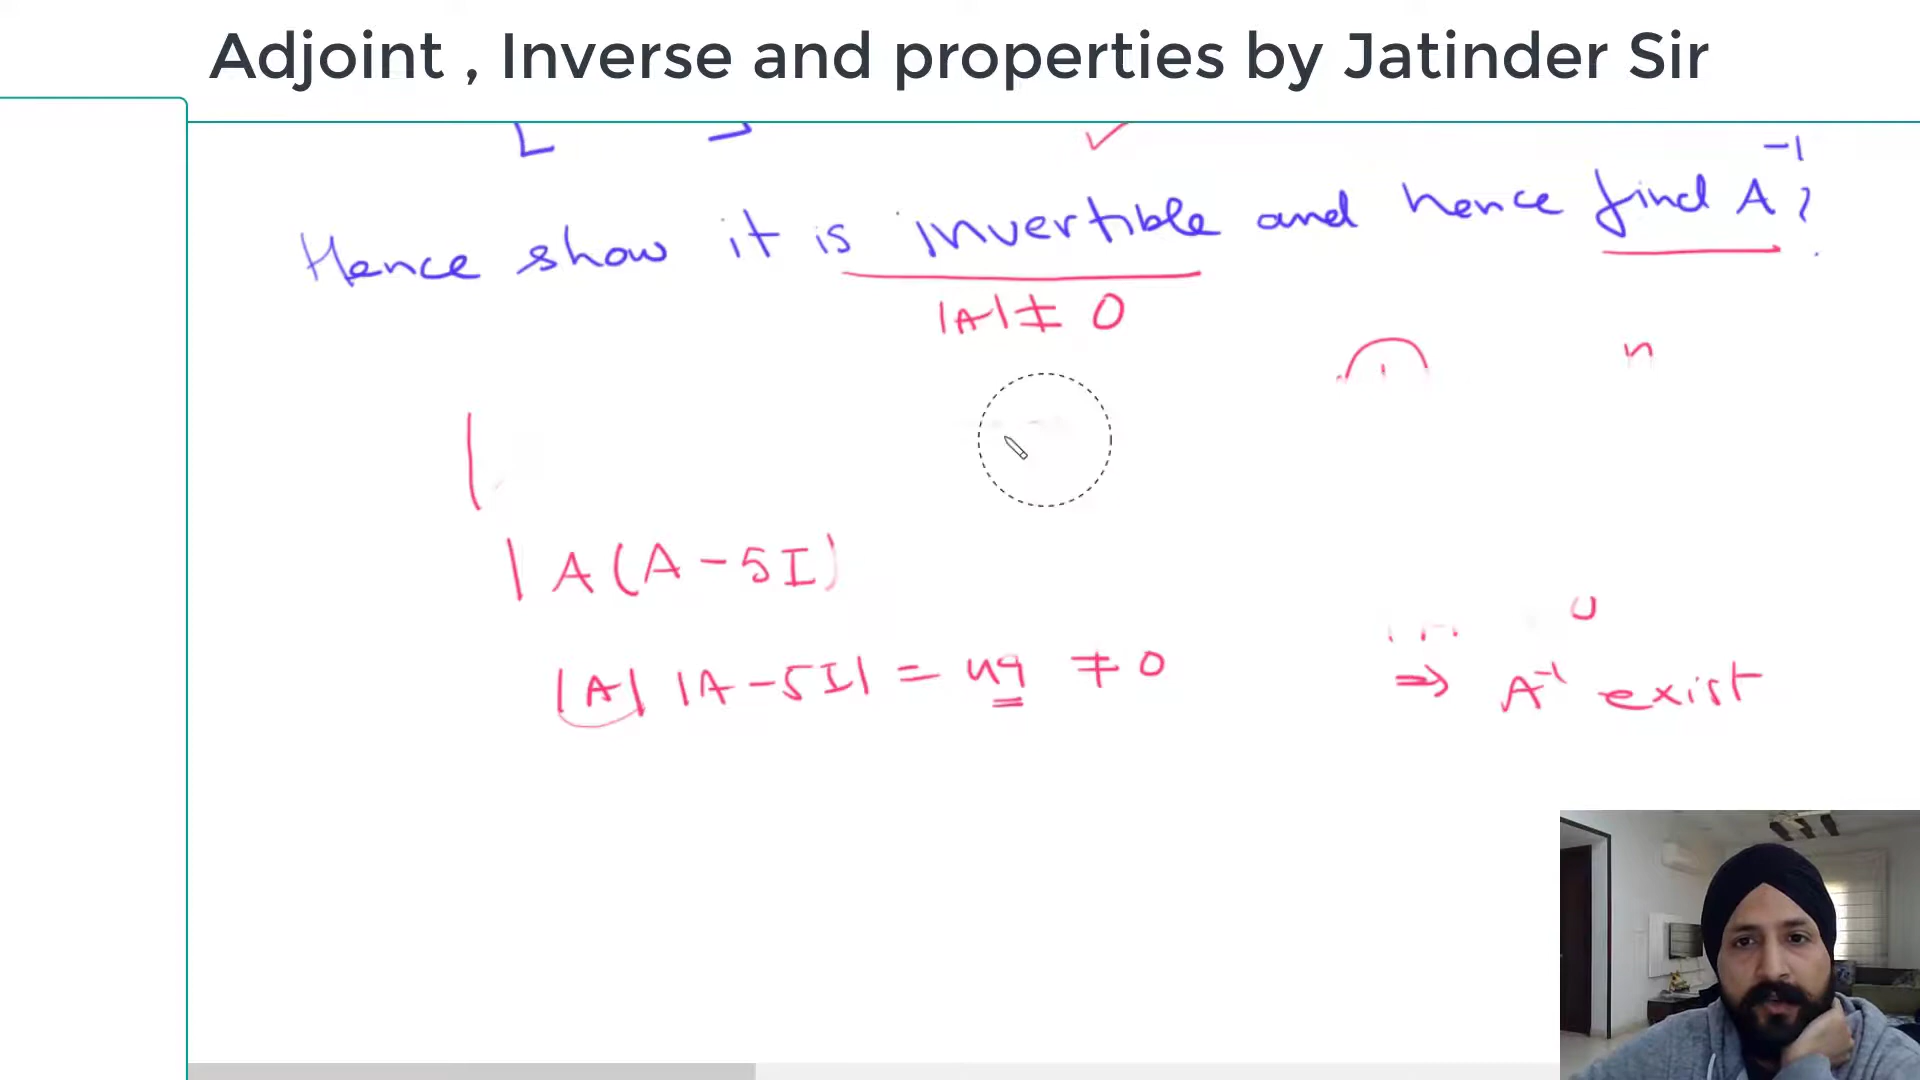 Adjoint , Inverse and properties by Jatinder Sir
Hence show it is invertible and hence find A⁻¹?
|A| ≠ 0
n
|
| A(A-5I)
|A| |A-5I| = 49 ≠ 0 ⇒ A⁻¹ exist